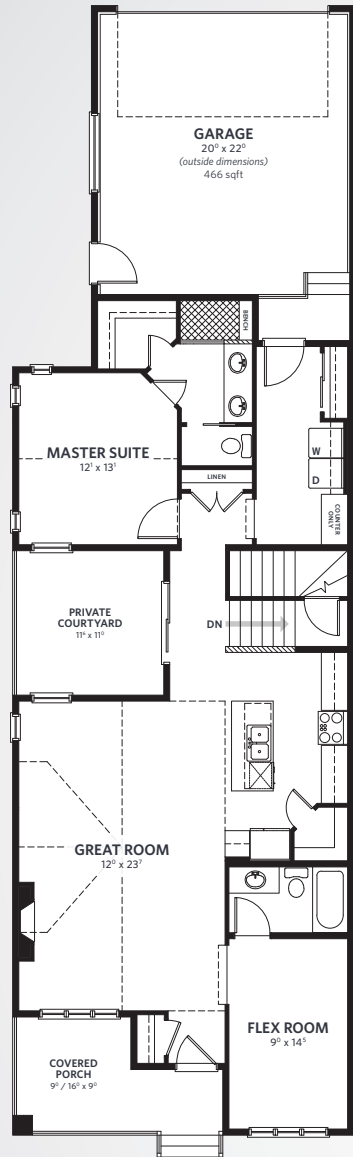 GARAGE
20⁰ x 22⁰
(outside dimensions)
466 sqft
BENCH
MASTER SUITE
12¹ x 13¹
W
D
LINEN
COUNTER
ONLY
PRIVATE
COURTYARD
11⁶ x 11⁰
DN
GREAT ROOM
12⁰ x 23⁷
FLEX ROOM
9⁰ x 14⁵
COVERED
PORCH
9⁰ / 16⁰ x 9⁰